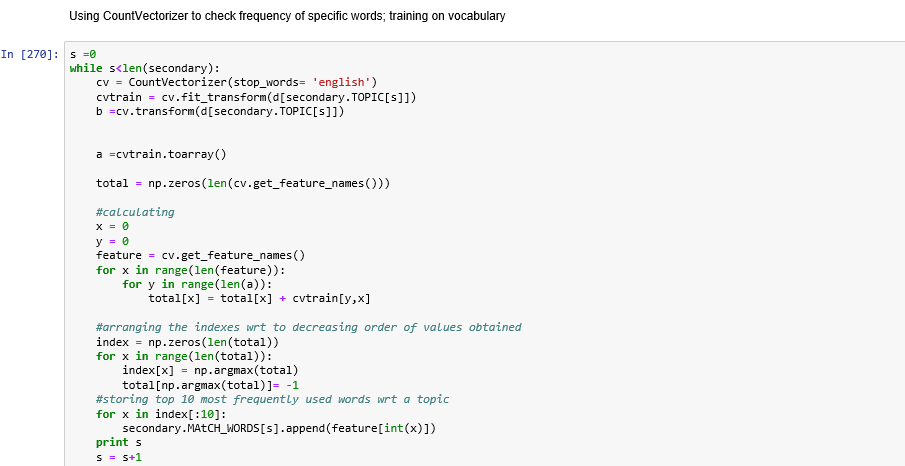 Using CountVectorizer to check frequency of specific words; training on vocabulary
In [270]: s =0
while s<len(secondary):
    cv = CountVectorizer(stop_words= 'english')
    cvtrain = cv.fit_transform(d[secondary.TOPIC[s]])
    b =cv.transform(d[secondary.TOPIC[s]])
    a =cvtrain.toarray()
    total = np.zeros(len(cv.get_feature_names()))
    #calculating
    x = 0
    y = 0
    feature = cv.get_feature_names()
    for x in range(len(feature)):
        for y in range(len(a)):
            total[x] = total[x] + cvtrain[y,x]
    #arranging the indexes wrt to decreasing order of values obtained
    index = np.zeros(len(total))
    for x in range(len(total)):
        index[x] = np.argmax(total)
        total[np.argmax(total)]= -1
    #storing top 10 most frequently used words wrt a topic
    for x in index[:10]:
        secondary.MAtCH_WORDS[s].append(feature[int(x)])
    print s
    s = s+1